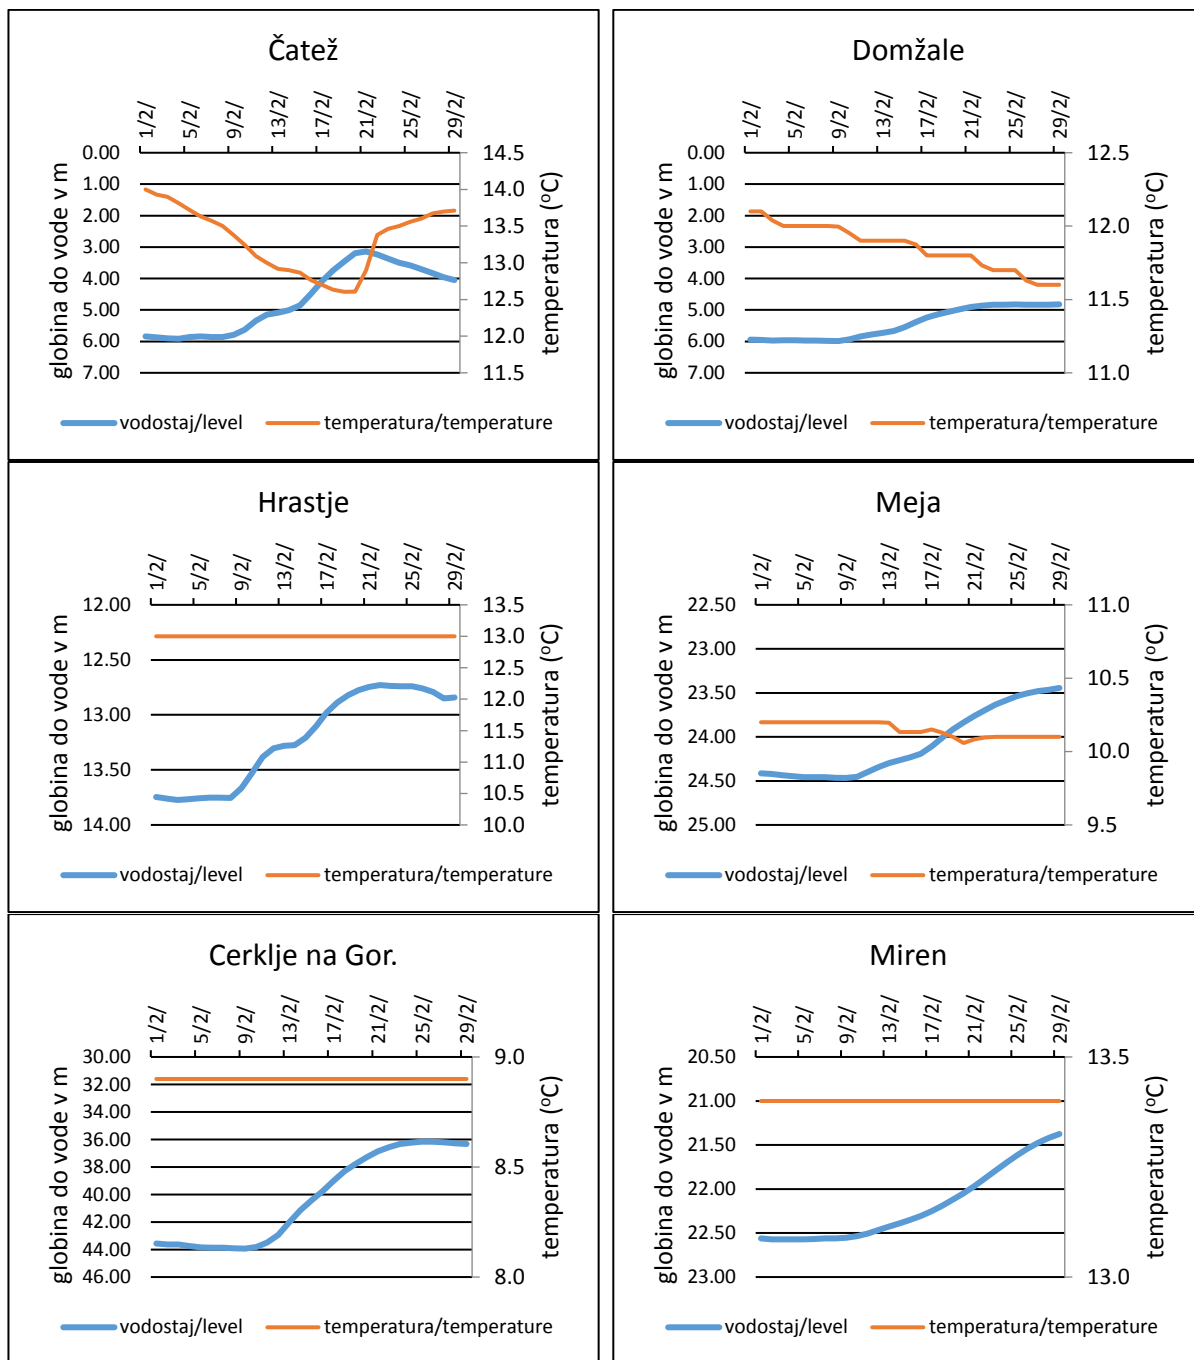 Čatež
1/2/ 5/2/ 9/2/ 13/2/ 17/2/ 21/2/ 25/2/ 29/2/
globina do vode v m
0.00
1.00
2.00
3.00
4.00
5.00
6.00
7.00
14.5
14.0
13.5
13.0
12.5
12.0
11.5
temperatura (°C)
vodostaj/level temperatura/temperature
Domžale
1/2/ 5/2/ 9/2/ 13/2/ 17/2/ 21/2/ 25/2/ 29/2/
globina do vode v m
0.00
1.00
2.00
3.00
4.00
5.00
6.00
7.00
12.5
12.0
11.5
11.0
temperatura (°C)
vodostaj/level temperatura/temperature
Hrastje
1/2/ 5/2/ 9/2/ 13/2/ 17/2/ 21/2/ 25/2/ 29/2/
globina do vode v m
12.00
12.50
13.00
13.50
14.00
13.5
13.0
12.5
12.0
11.5
11.0
10.5
10.0
temperatura (°C)
vodostaj/level temperatura/temperature
Meja
1/2/ 5/2/ 9/2/ 13/2/ 17/2/ 21/2/ 25/2/ 29/2/
globina do vode v m
22.50
23.00
23.50
24.00
24.50
25.00
11.0
10.5
10.0
9.5
temperatura (°C)
vodostaj/level temperatura/temperature
Cerklje na Gor.
1/2/ 5/2/ 9/2/ 13/2/ 17/2/ 21/2/ 25/2/ 29/2/
globina do vode v m
30.00
32.00
34.00
36.00
38.00
40.00
42.00
44.00
46.00
9.0
8.5
8.0
temperatura (°C)
vodostaj/level temperatura/temperature
Miren
1/2/ 5/2/ 9/2/ 13/2/ 17/2/ 21/2/ 25/2/ 29/2/
globina do vode v m
20.50
21.00
21.50
22.00
22.50
23.00
13.5
13.0
temperatura (°C)
vodostaj/level temperatura/temperature